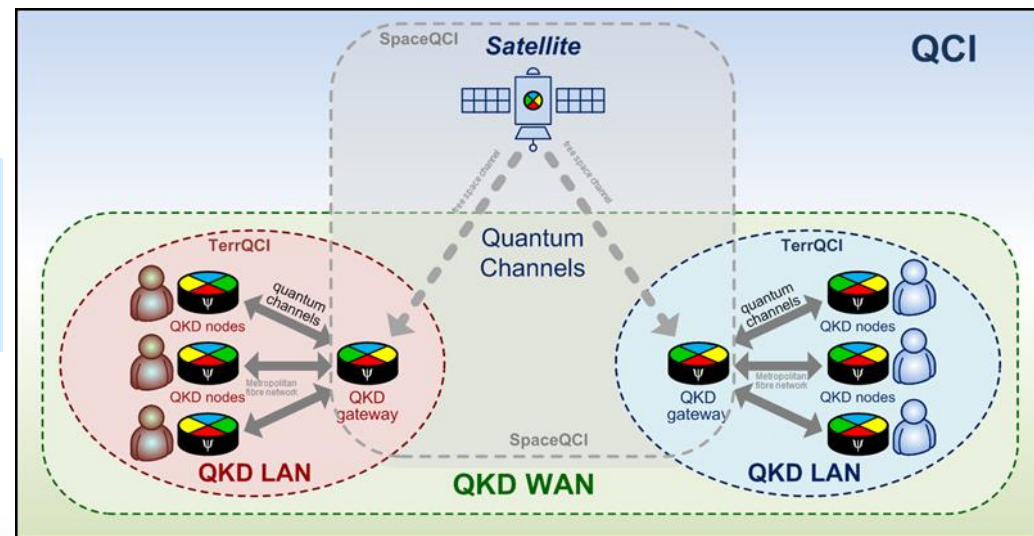 SpaceQCI
Satellite
QCI
free space channel
free space channel
Quantum
Channels
TerrQCI
quantum
channels
ψ
QKD nodes
ψ
QKD nodes
ψ
Metropolitan
fibre network
ψ
QKD
gateway
QKD LAN
TerrQCI
quantum
channels
ψ
QKD nodes
ψ
QKD nodes
ψ
Metropolitan
fibre network
ψ
QKD
gateway
QKD LAN
SpaceQCI
QKD WAN